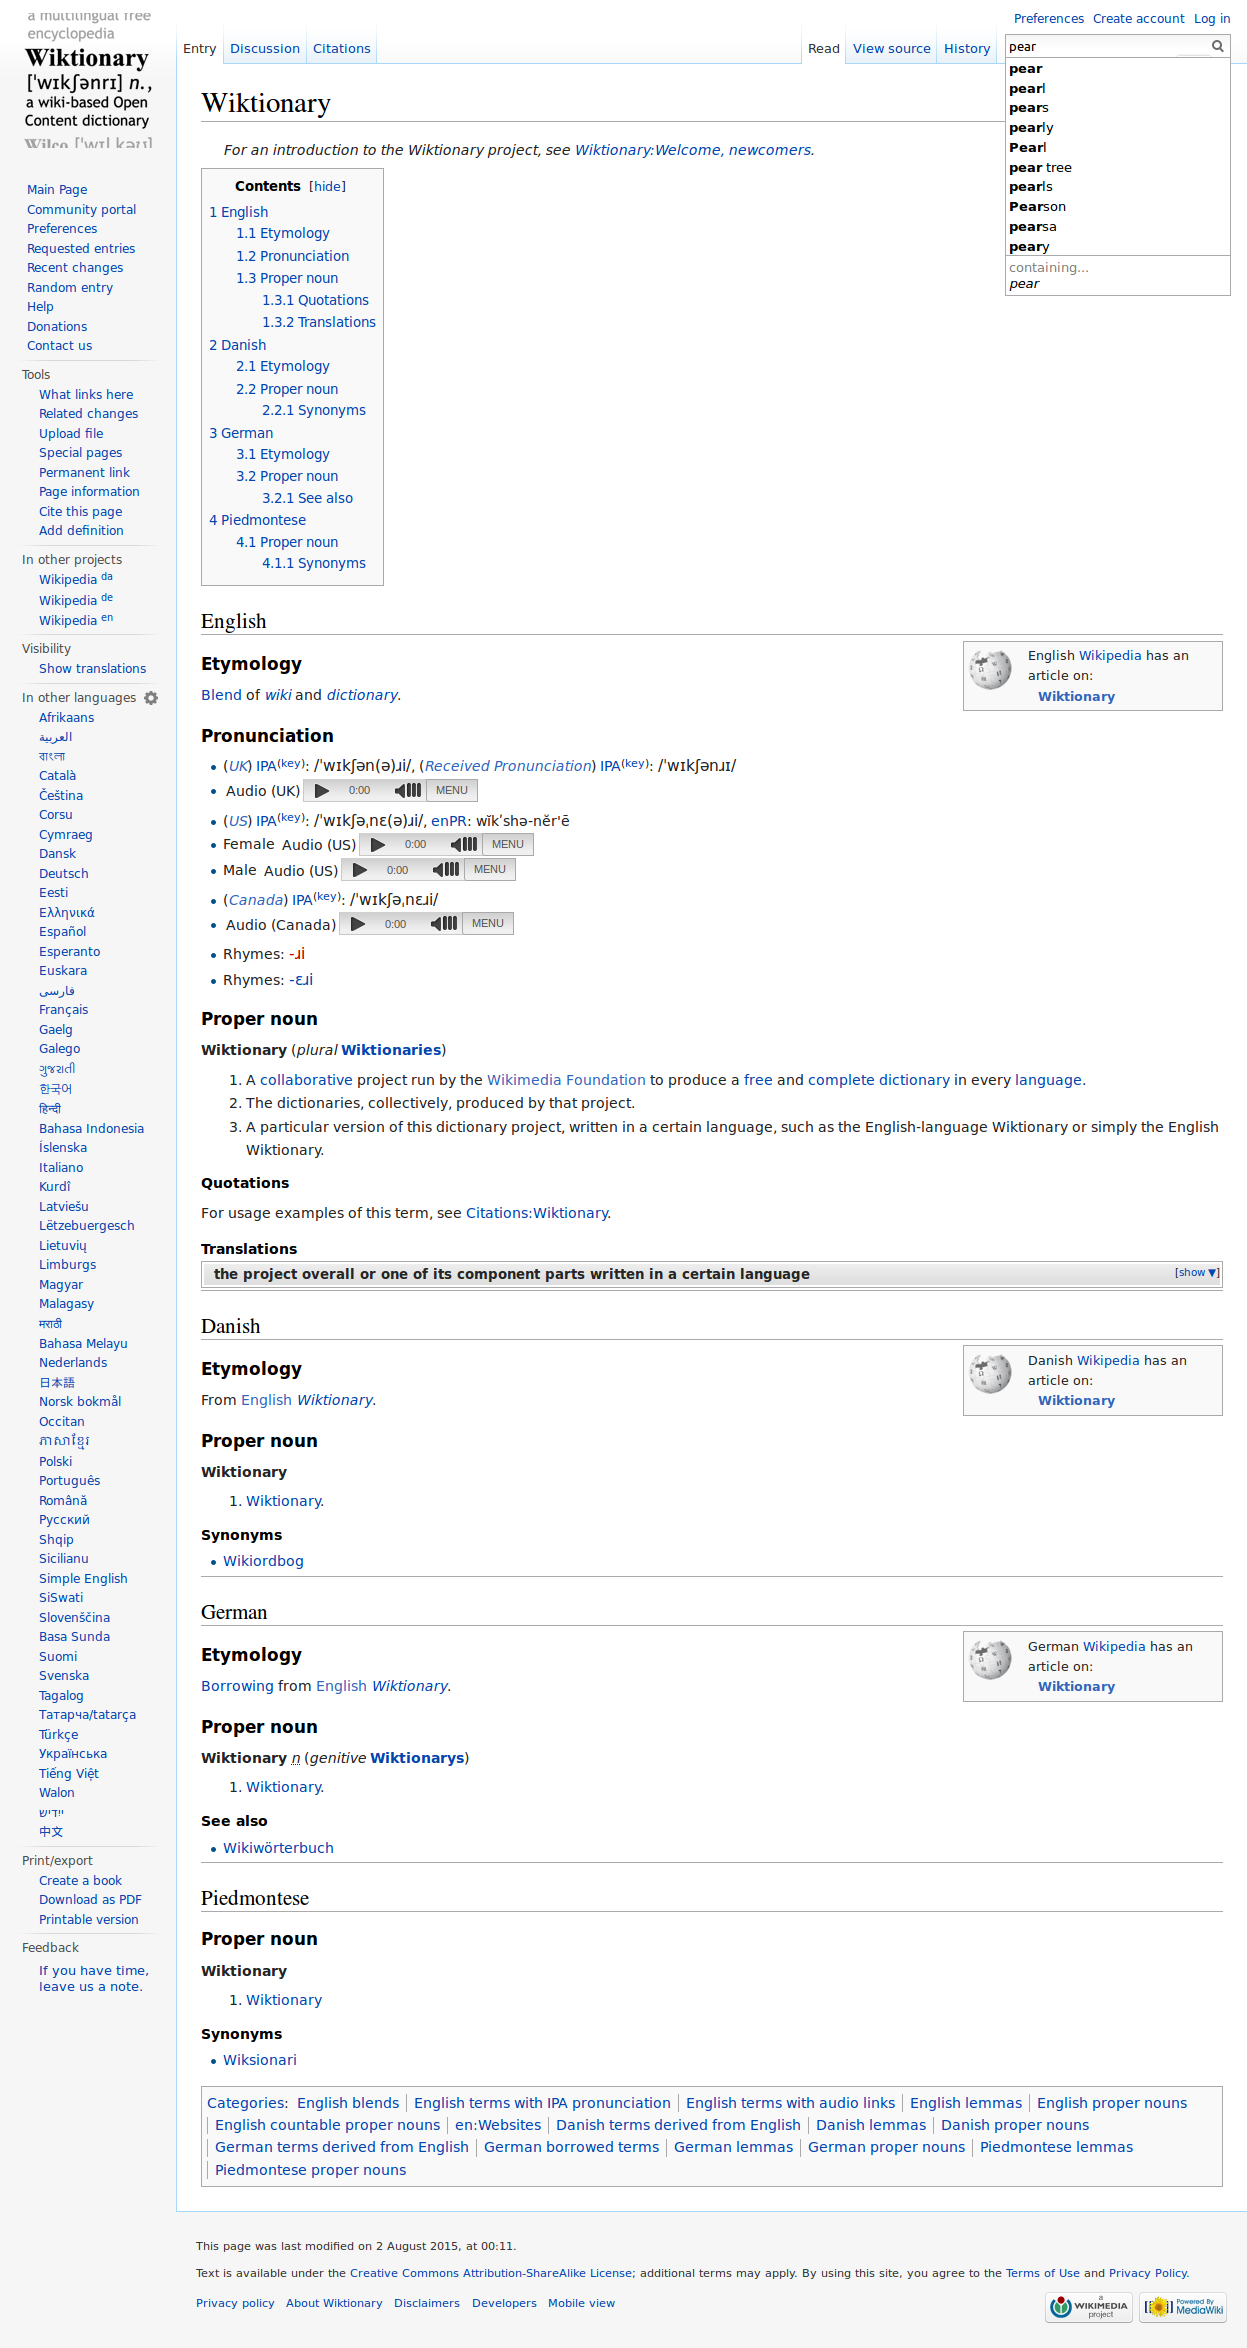 a multilingual free
encyclopedia
Wiktionary
[ˈwɪkʃənrɪ] n.,
a wiki-based Open
Content dictionary
Wilco [ˈwɪl kəʊ]
Preferences Create account Log in
Entry Discussion Citations Read View source History
pear
pear
pearl
pears
pearly
Pearl
pear tree
pearls
Pearson
pearsa
peary
containing...
pear
Main Page
Community portal
Preferences
Requested entries
Recent changes
Random entry
Help
Donations
Contact us
Tools
What links here
Related changes
Upload file
Special pages
Permanent link
Page information
Cite this page
Add definition
In other projects
Wikipedia da
Wikipedia de
Wikipedia en
Visibility
Show translations
In other languages
Afrikaans
العربية
বাংলা
Català
Čeština
Corsu
Cymraeg
Dansk
Deutsch
Eesti
Ελληνικά
Español
Esperanto
Euskara
فارسی
Français
Gaelg
Galego
ગુજરાતી
한국어
हिन्दी
Bahasa Indonesia
Íslenska
Italiano
Kurdî
Latviešu
Lëtzebuergesch
Lietuvių
Limburgs
Magyar
Malagasy
मराठी
Bahasa Melayu
Nederlands
日本語
Norsk bokmål
Occitan
ភាសាខ្មែរ
Polski
Português
Română
Русский
Shqip
Sicilianu
Simple English
SiSwati
Slovenščina
Basa Sunda
Suomi
Svenska
Tagalog
Татарча/tatarça
Türkçe
Українська
Tiếng Việt
Walon
ייִדיש
中文
Print/export
Create a book
Download as PDF
Printable version
Feedback
If you have time,
leave us a note.
Wiktionary
For an introduction to the Wiktionary project, see Wiktionary:Welcome, newcomers.
Contents [hide]
1 English
1.1 Etymology
1.2 Pronunciation
1.3 Proper noun
1.3.1 Quotations
1.3.2 Translations
2 Danish
2.1 Etymology
2.2 Proper noun
2.2.1 Synonyms
3 German
3.1 Etymology
3.2 Proper noun
3.2.1 See also
4 Piedmontese
4.1 Proper noun
4.1.1 Synonyms
English
English Wikipedia has an
article on:
Wiktionary
Etymology
Blend of wiki and dictionary.
Pronunciation
(UK) IPA(key): /ˈwɪkʃən(ə)ɹi/, (Received Pronunciation) IPA(key): /ˈwɪkʃənɹɪ/
Audio (UK) 0:00 MENU
(US) IPA(key): /ˈwɪkʃəˌnɛ(ə)ɹi/, enPR: wĭkˈshə-nĕr'ē
Female Audio (US) 0:00 MENU
Male Audio (US) 0:00 MENU
(Canada) IPA(key): /ˈwɪkʃəˌnɛɹi/
Audio (Canada) 0:00 MENU
Rhymes: -ɹi
Rhymes: -ɛɹi
Proper noun
Wiktionary (plural Wiktionaries)
1. A collaborative project run by the Wikimedia Foundation to produce a free and complete dictionary in every language.
2. The dictionaries, collectively, produced by that project.
3. A particular version of this dictionary project, written in a certain language, such as the English-language Wiktionary or simply the English
Wiktionary.
Quotations
For usage examples of this term, see Citations:Wiktionary.
Translations
the project overall or one of its component parts written in a certain language [show ▼]
Danish
Danish Wikipedia has an
article on:
Wiktionary
Etymology
From English Wiktionary.
Proper noun
Wiktionary
1. Wiktionary.
Synonyms
Wikiordbog
German
German Wikipedia has an
article on:
Wiktionary
Etymology
Borrowing from English Wiktionary.
Proper noun
Wiktionary n (genitive Wiktionarys)
1. Wiktionary.
See also
Wikiwörterbuch
Piedmontese
Proper noun
Wiktionary
1. Wiktionary
Synonyms
Wiksionari
Categories: English blends | English terms with IPA pronunciation | English terms with audio links | English lemmas | English proper nouns
| English countable proper nouns | en:Websites | Danish terms derived from English | Danish lemmas | Danish proper nouns
| German terms derived from English | German borrowed terms | German lemmas | German proper nouns | Piedmontese lemmas
| Piedmontese proper nouns
This page was last modified on 2 August 2015, at 00:11.
Text is available under the Creative Commons Attribution-ShareAlike License; additional terms may apply. By using this site, you agree to the Terms of Use and Privacy Policy.
Privacy policy About Wiktionary Disclaimers Developers Mobile view
a
WIKIMEDIA
project
Powered By
MediaWiki